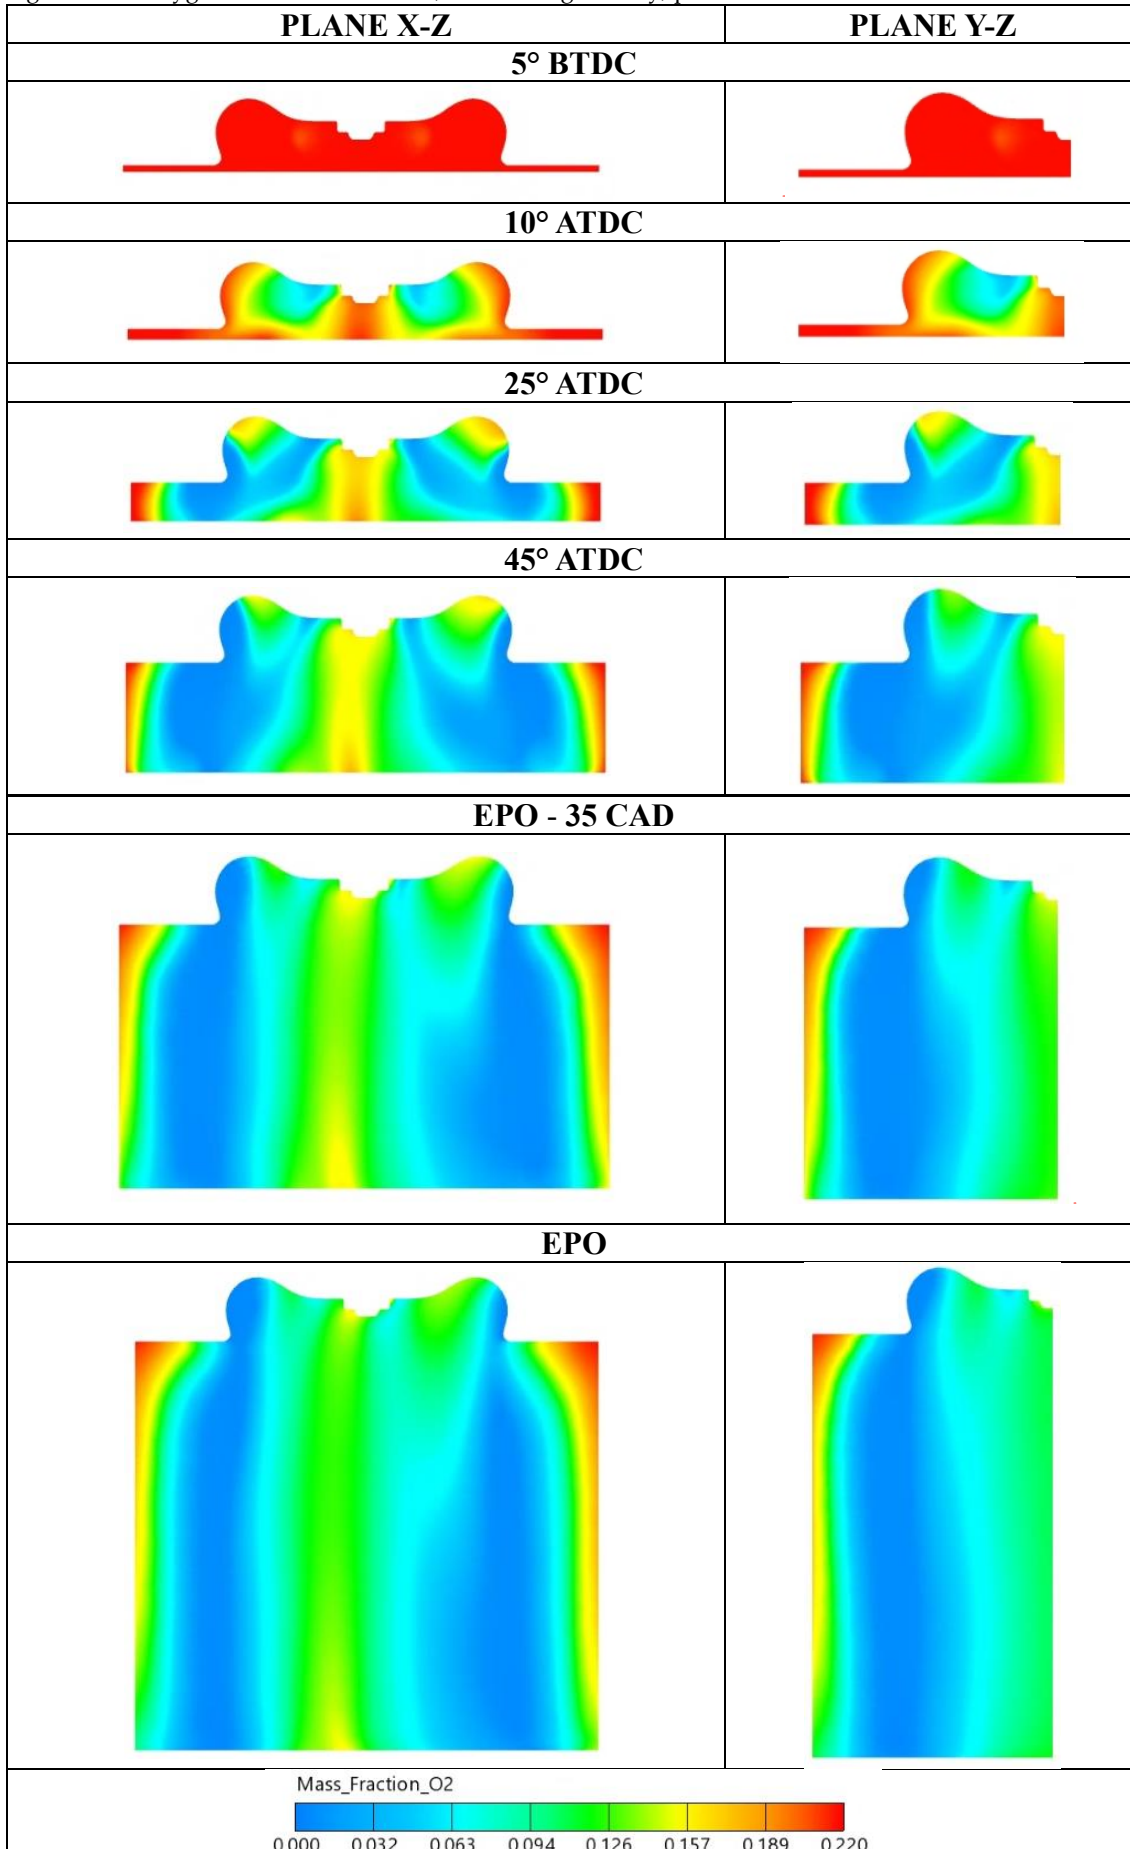 PLANE X-Z PLANE Y-Z
5° BTDC
10° ATDC
25° ATDC
45° ATDC
EPO - 35 CAD
EPO
Mass_Fraction_O2
0.000 0.032 0.063 0.094 0.126 0.157 0.189 0.220